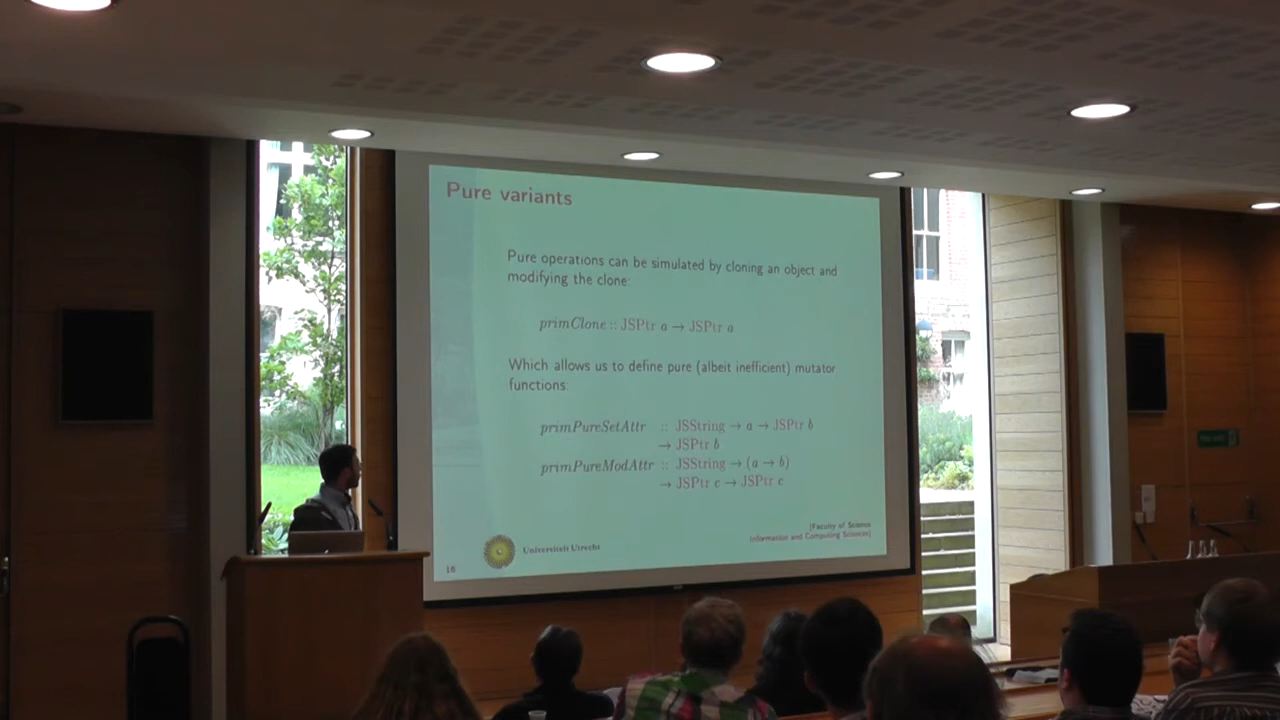 Pure variants
Pure operations can be simulated by cloning an object and
modifying the clone:
primClone :: JSPtr a → JSPtr a
Which allows us to define pure (albeit inefficient) mutator
functions:
primPureSetAttr :: JSString → a → JSPtr b
→ JSPtr b
primPureModAttr :: JSString → (a → b)
→ JSPtr c → JSPtr c
[Faculty of Science
Information and Computing Sciences]
Universiteit Utrecht
16